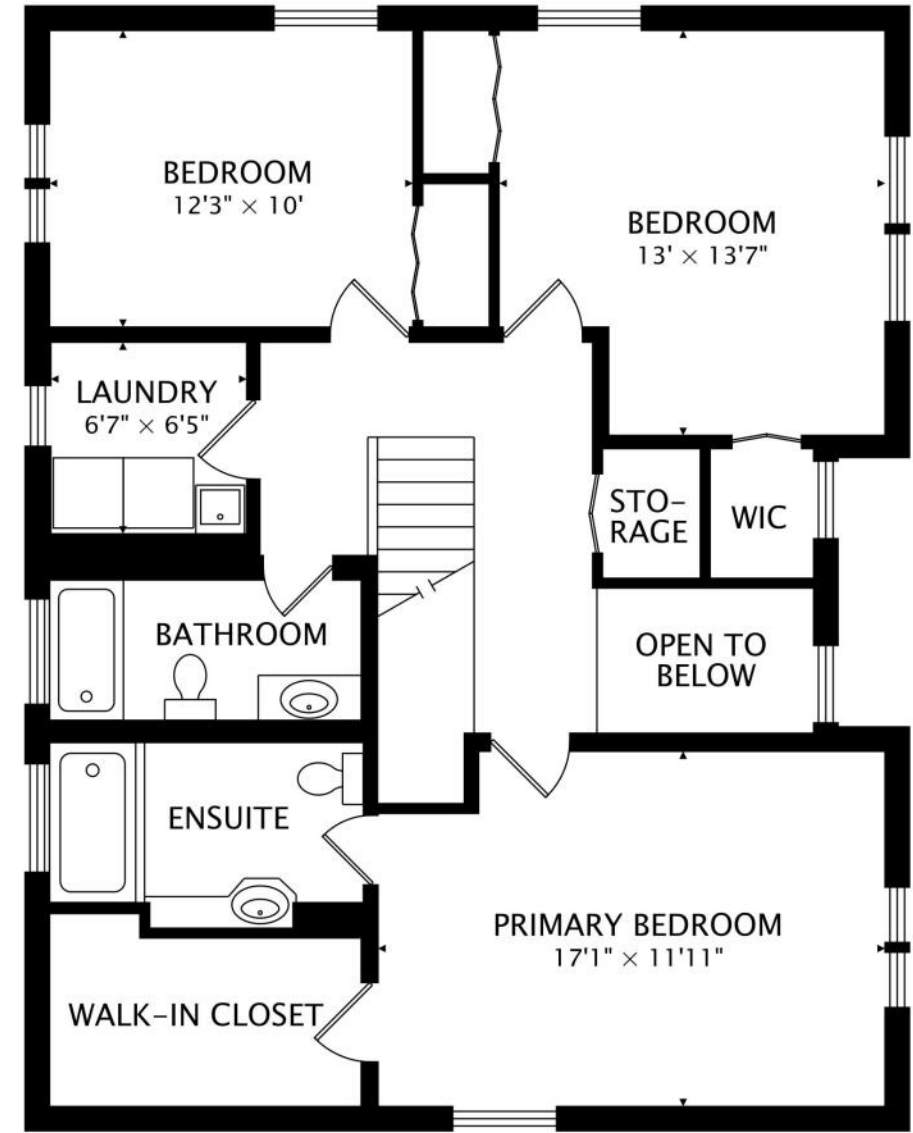 BEDROOM
12'3" × 10'
BEDROOM
13' × 13'7"
LAUNDRY
6'7" × 6'5"
STO-
RAGE
WIC
BATHROOM
OPEN TO
BELOW
ENSUITE
PRIMARY BEDROOM
17'1" × 11'11"
WALK-IN CLOSET